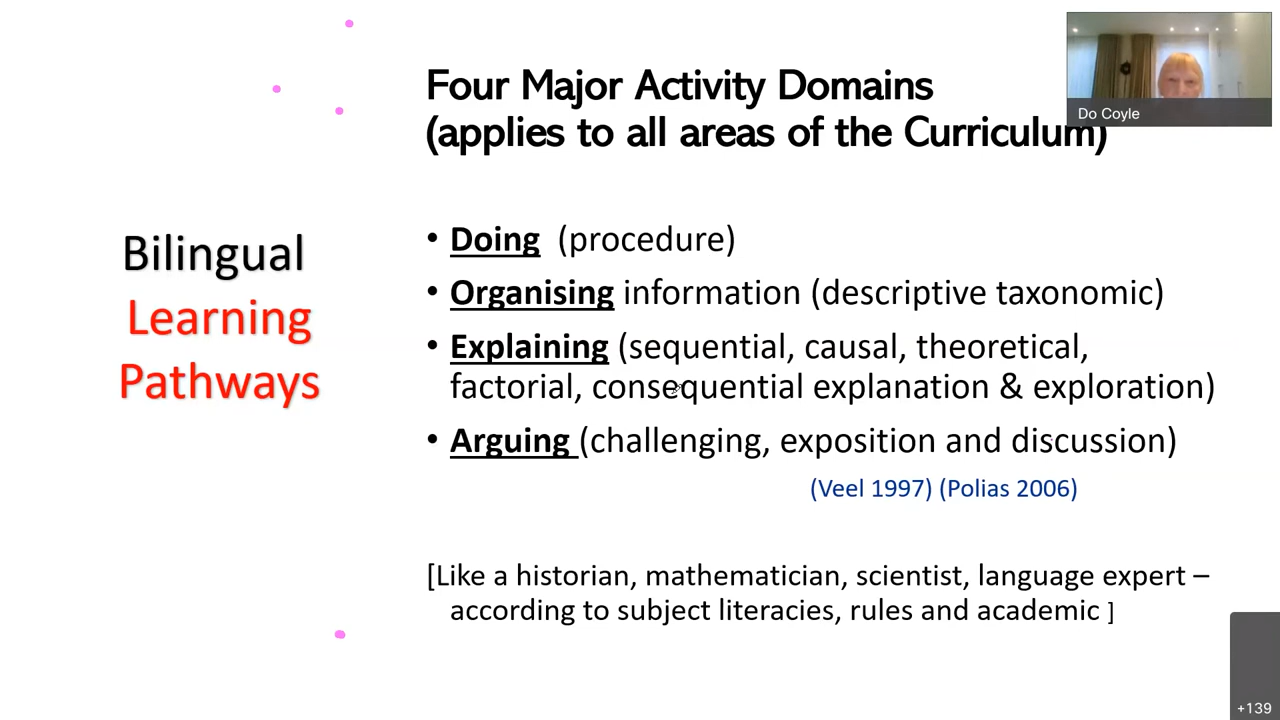 Four Major Activity Domains
(applies to all areas of the Curriculum)
Do Coyle
Bilingual
Learning
Pathways
• Doing (procedure)
• Organising information (descriptive taxonomic)
• Explaining (sequential, causal, theoretical,
factorial, consequential explanation & exploration)
• Arguing (challenging, exposition and discussion)
(Veel 1997) (Polias 2006)
[Like a historian, mathematician, scientist, language expert –
according to subject literacies, rules and academic ]
+139